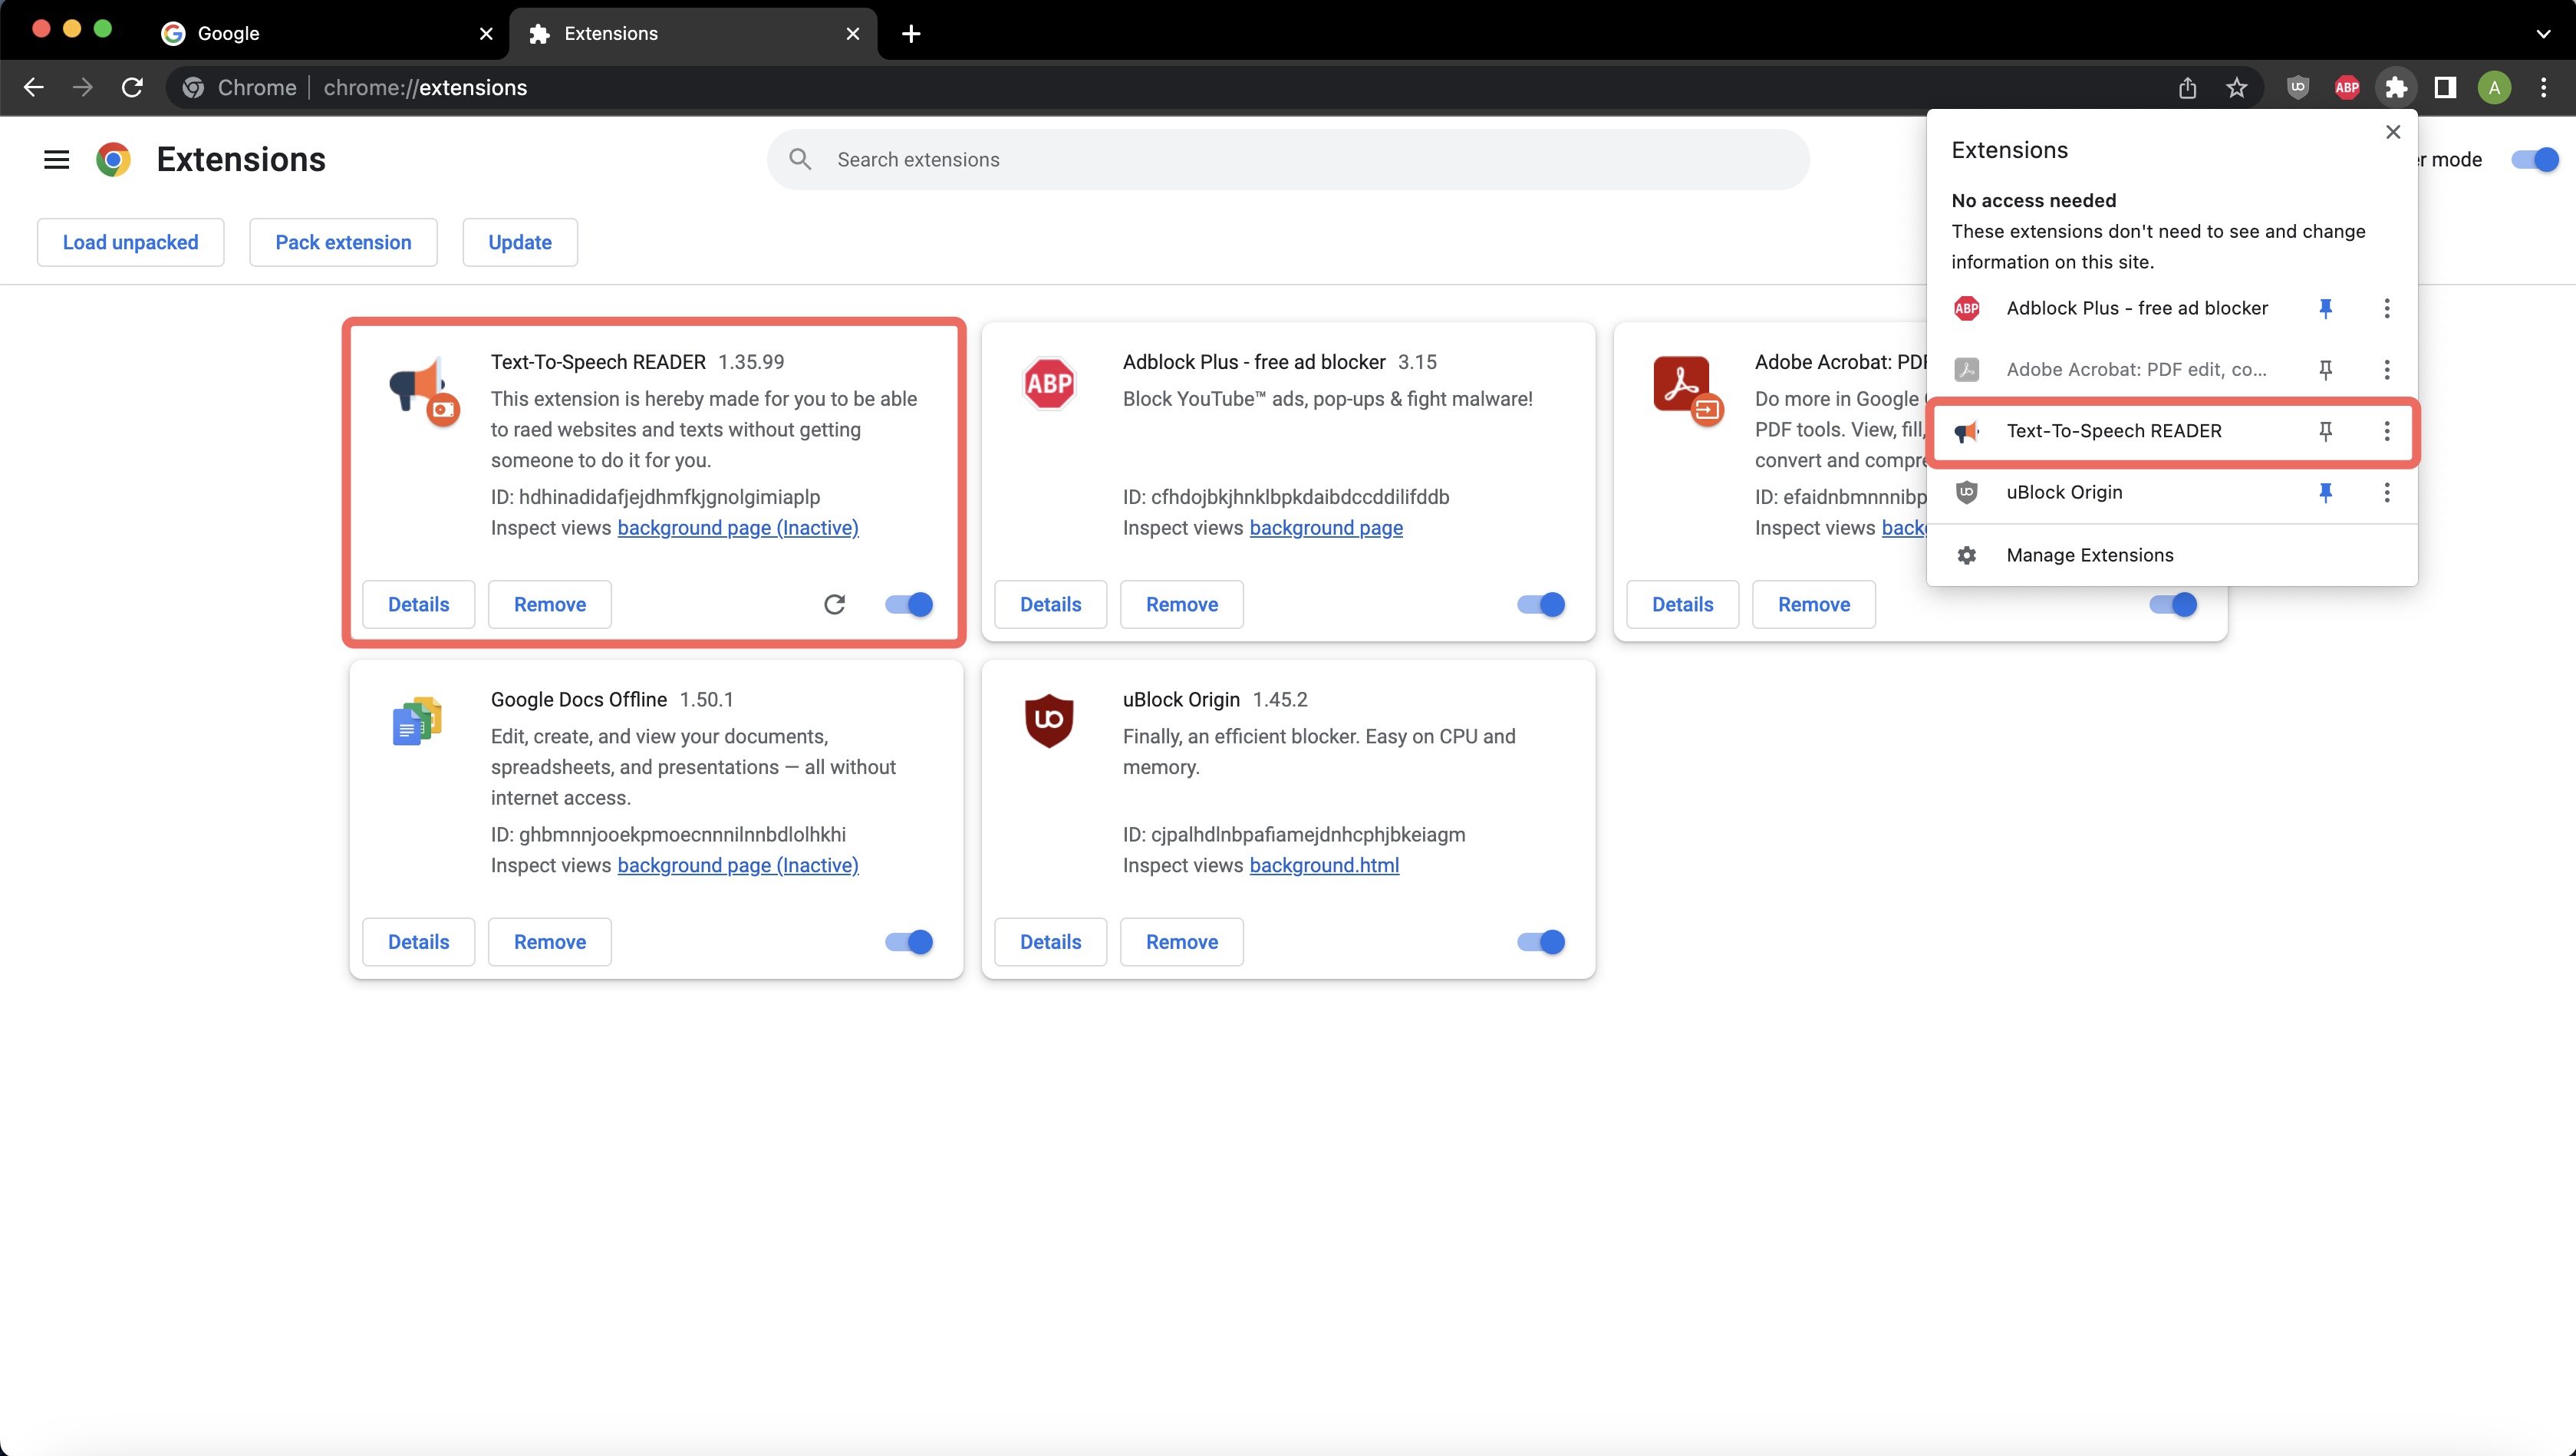 Google
Extensions
Chrome | chrome://extensions
ABP
A
Extensions
Search extensions
r mode
Load unpacked
Pack extension
Update
Text-To-Speech READER 1.35.99
This extension is hereby made for you to be able
to raed websites and texts without getting
someone to do it for you.
ID: hdhinadidafjejdhmfkjgnolgimiaplp
Inspect views background page (Inactive)
Details
Remove
ABP
Adblock Plus - free ad blocker 3.15
Block YouTube™ ads, pop-ups & fight malware!
ID: cfhdojbkjhnklbpkdaibdccddilifddb
Inspect views background page
Details
Remove
Adobe Acrobat: PDF
Do more in Google
PDF tools. View, fill,
convert and compre
ID: efaidnbmnnnibp
Inspect views back
Details
Remove
Google Docs Offline 1.50.1
Edit, create, and view your documents,
spreadsheets, and presentations — all without
internet access.
ID: ghbmnnjooekpmoecnnnilnnbdlolhkhi
Inspect views background page (Inactive)
Details
Remove
uBlock Origin 1.45.2
Finally, an efficient blocker. Easy on CPU and
memory.
ID: cjpalhdlnbpafiamejdnhcphjbkeiagm
Inspect views background.html
Details
Remove
Extensions
No access needed
These extensions don't need to see and change
information on this site.
ABP
Adblock Plus - free ad blocker
Adobe Acrobat: PDF edit, co...
Text-To-Speech READER
uBlock Origin
Manage Extensions